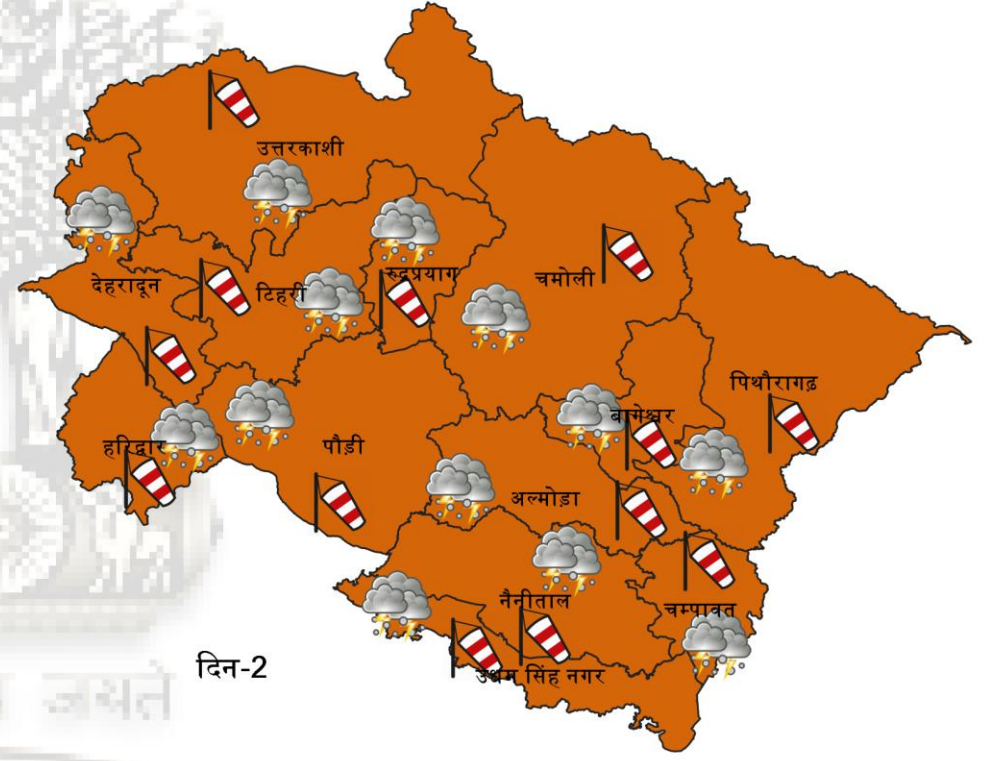 उत्तरकाशी
देहरादून
टिहरी
रुद्रप्रयाग
चमोली
पिथौरागढ़
हरिद्वार
पौड़ी
बागेश्वर
अल्मोड़ा
नैनीताल
चम्पावत
उधम सिंह नगर
दिन-2